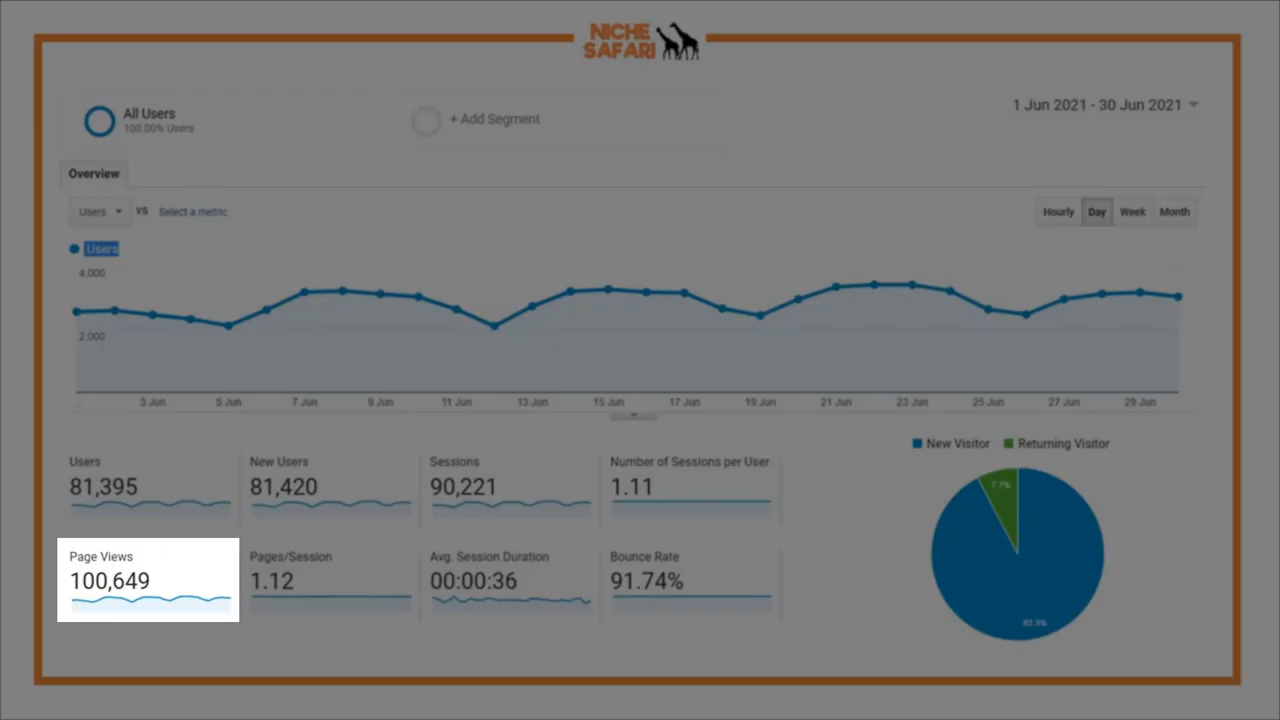 NICHE
SAFARI
All Users
100.00% Users
+ Add Segment
1 Jun 2021 - 30 Jun 2021
Overview
Users
VS
Select a metric
Hourly
Day
Week
Month
Users
4,000
2,000
3 Jun
5 Jun
7 Jun
9 Jun
11 Jun
13 Jun
15 Jun
17 Jun
19 Jun
21 Jun
23 Jun
25 Jun
27 Jun
29 Jun
New Visitor
Returning Visitor
Users
81,395
New Users
81,420
Sessions
90,221
Number of Sessions per User
1.11
Page Views
100,649
Pages/Session
1.12
Avg. Session Duration
00:00:36
Bounce Rate
91.74%
7.7%